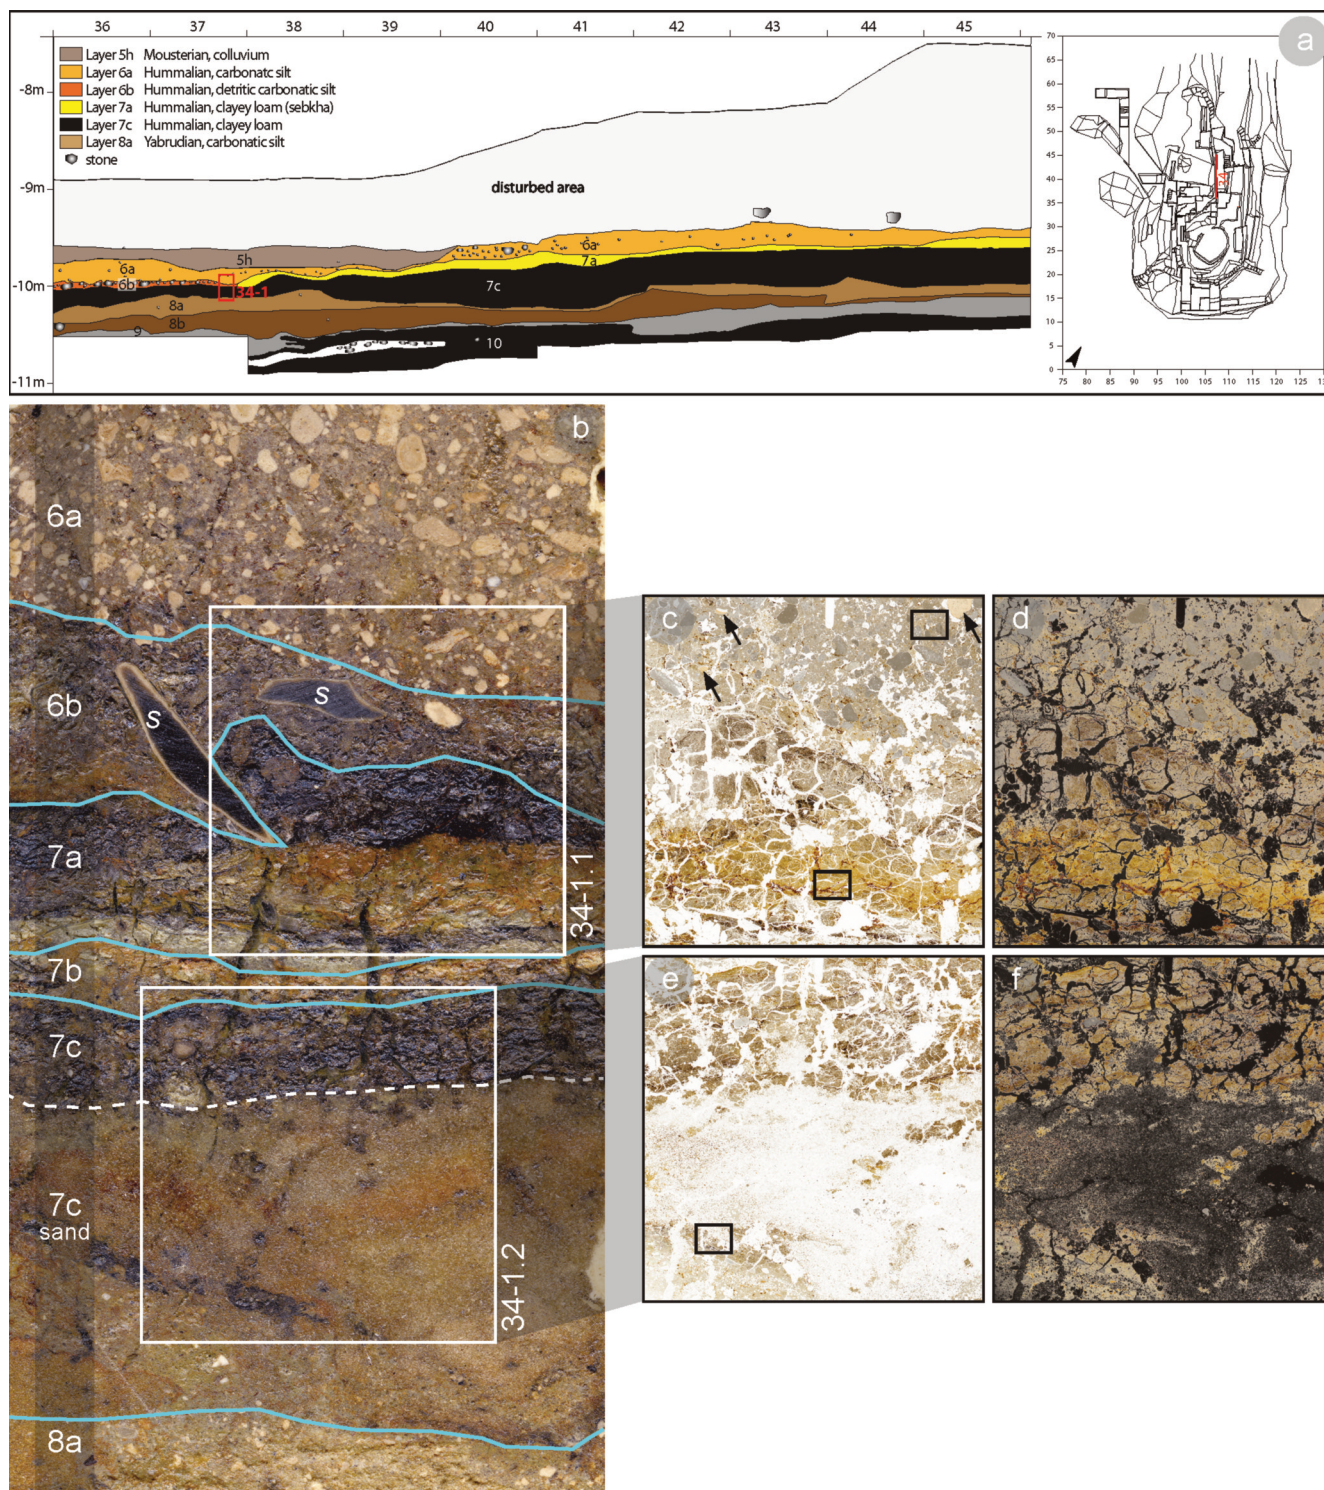 36 37 38 39 40 41 42 43 44 45
a
Layer 5h Mousterian, colluvium
Layer 6a Hummalian, carbonatc silt
Layer 6b Hummalian, detritic carbonatic silt
Layer 7a Hummalian, clayey loam (sebkha)
Layer 7c Hummalian, clayey loam
Layer 8a Yabrudian, carbonatic silt
stone
-8m
-9m
-10m
-11m
disturbed area
6a
5h
6a
7a
6b
34-1
7c
8a
8b
9
10
70
65
60
55
50
45
40
35
30
25
20
15
10
5
0
34
75 80 85 90 95 100 105 110 115 120 125
b
6a
6b
s
s
7a
34-1.1
7b
7c
7c
sand
34-1.2
8a
c
d
e
f